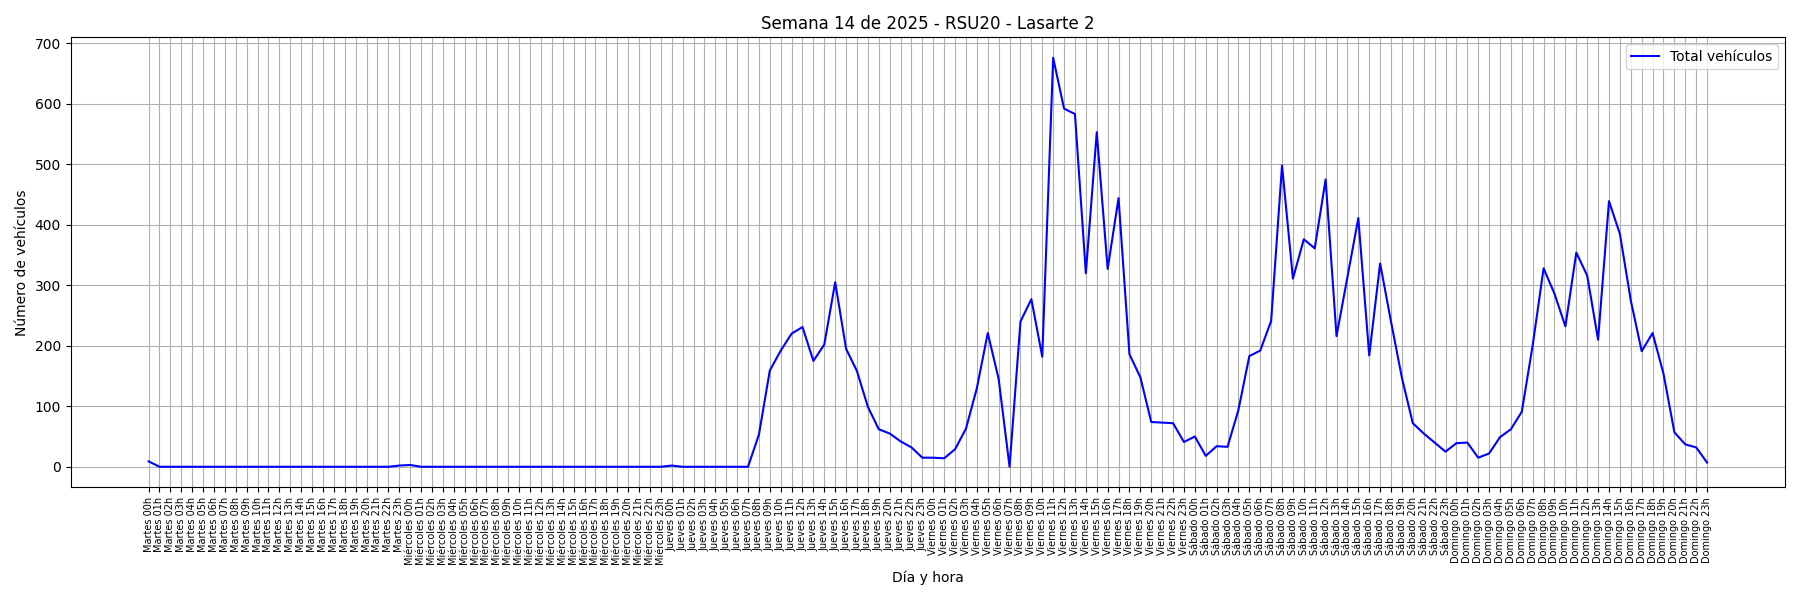 Semana 14 de 2025 - RSU20 - Lasarte 2
Total vehículos
Número de vehículos
700
600
500
400
300
200
100
0
Martes 00h
Martes 01h
Martes 02h
Martes 03h
Martes 04h
Martes 05h
Martes 06h
Martes 07h
Martes 08h
Martes 09h
Martes 10h
Martes 11h
Martes 12h
Martes 13h
Martes 14h
Martes 15h
Martes 16h
Martes 17h
Martes 18h
Martes 19h
Martes 20h
Martes 21h
Martes 22h
Martes 23h
Miércoles 00h
Miércoles 01h
Miércoles 02h
Miércoles 03h
Miércoles 04h
Miércoles 05h
Miércoles 06h
Miércoles 07h
Miércoles 08h
Miércoles 09h
Miércoles 10h
Miércoles 11h
Miércoles 12h
Miércoles 13h
Miércoles 14h
Miércoles 15h
Miércoles 16h
Miércoles 17h
Miércoles 18h
Miércoles 19h
Miércoles 20h
Miércoles 21h
Miércoles 22h
Miércoles 23h
Jueves 00h
Jueves 01h
Jueves 02h
Jueves 03h
Jueves 04h
Jueves 05h
Jueves 06h
Jueves 07h
Jueves 08h
Jueves 09h
Jueves 10h
Jueves 11h
Jueves 12h
Jueves 13h
Jueves 14h
Jueves 15h
Jueves 16h
Jueves 17h
Jueves 18h
Jueves 19h
Jueves 20h
Jueves 21h
Jueves 22h
Jueves 23h
Viernes 00h
Viernes 01h
Viernes 02h
Viernes 03h
Viernes 04h
Viernes 05h
Viernes 06h
Viernes 07h
Viernes 08h
Viernes 09h
Viernes 10h
Viernes 11h
Viernes 12h
Viernes 13h
Viernes 14h
Viernes 15h
Viernes 16h
Viernes 17h
Viernes 18h
Viernes 19h
Viernes 20h
Viernes 21h
Viernes 22h
Viernes 23h
Sábado 00h
Sábado 01h
Sábado 02h
Sábado 03h
Sábado 04h
Sábado 05h
Sábado 06h
Sábado 07h
Sábado 08h
Sábado 09h
Sábado 10h
Sábado 11h
Sábado 12h
Sábado 13h
Sábado 14h
Sábado 15h
Sábado 16h
Sábado 17h
Sábado 18h
Sábado 19h
Sábado 20h
Sábado 21h
Sábado 22h
Sábado 23h
Domingo 00h
Domingo 01h
Domingo 02h
Domingo 03h
Domingo 04h
Domingo 05h
Domingo 06h
Domingo 07h
Domingo 08h
Domingo 09h
Domingo 10h
Domingo 11h
Domingo 12h
Domingo 13h
Domingo 14h
Domingo 15h
Domingo 16h
Domingo 17h
Domingo 18h
Domingo 19h
Domingo 20h
Domingo 21h
Domingo 22h
Domingo 23h
Día y hora